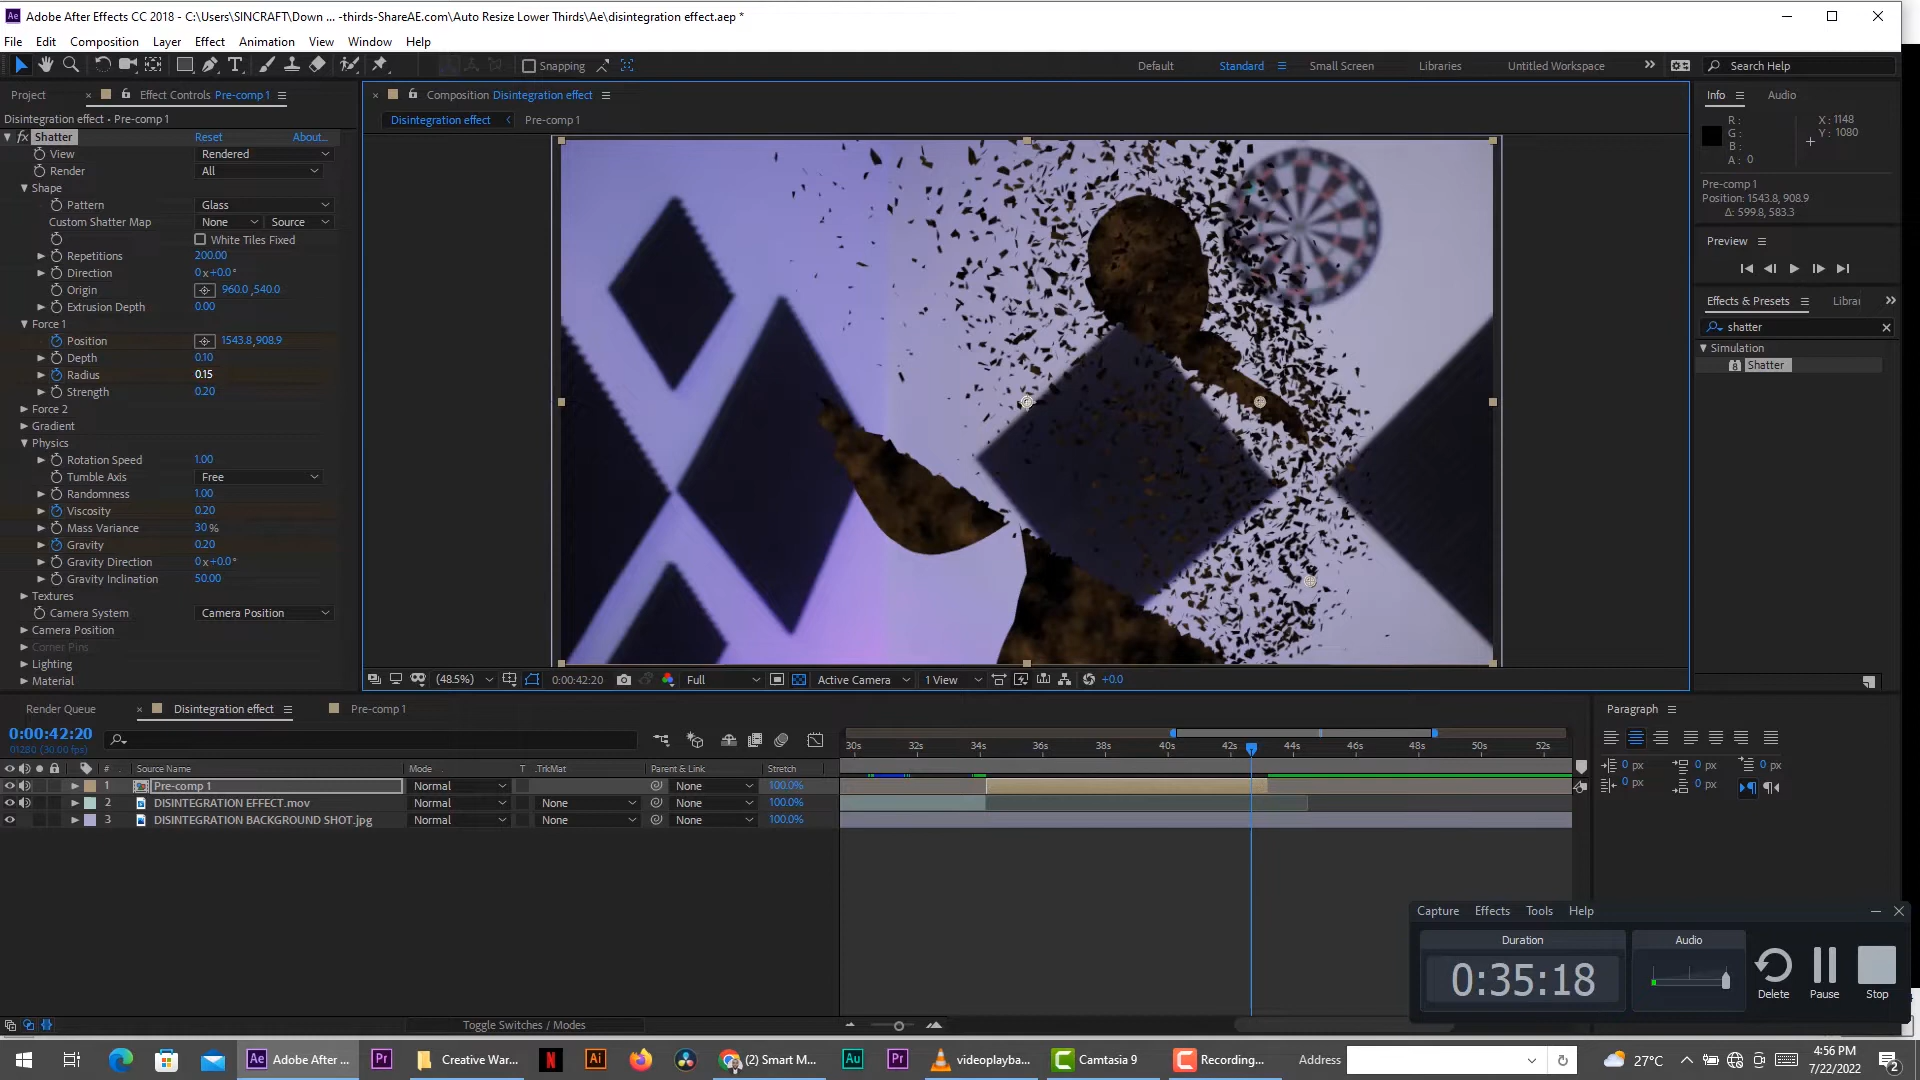 Adobe After Effects CC 2018 - C:\Users\SINCRAFT\Down ... -thirds-ShareAE.com\Auto Resize Lower Thirds\Ae\disintegration effect.aep *
File Edit Composition Layer Effect Animation View Window Help
Snapping Default Standard Small Screen Libraries Untitled Workspace Search Help
Project Effect Controls Pre-comp 1 Composition Disintegration effect Info Audio
Disintegration effect • Pre-comp 1 Disintegration effect Pre-comp 1
fx Shatter Reset About...
View Rendered
Render All
Shape
Pattern Glass
Custom Shatter Map None Source
White Tiles Fixed
Repetitions 200.00
Direction 0x+0.0°
Origin 960.0,540.0
Extrusion Depth 0.00
Force 1
Position 1543.8,908.9
Depth 0.10
Radius 0.15
Strength 0.20
Force 2
Gradient
Physics
Rotation Speed 1.00
Tumble Axis Free
Randomness 1.00
Viscosity 0.20
Mass Variance 30%
Gravity 0.20
Gravity Direction 0x+0.0°
Gravity Inclination 50.00
Textures
Camera System Camera Position
Camera Position
Corner Pins
Lighting
Material
R :
G :
B :
A : 0
X : 1148
Y : 1080
Pre-comp 1
Position: 1543.8, 908.9
Δ: 599.8, 583.3
Preview
Effects & Presets Librar
shatter
Simulation
8 Shatter
(48.5%) 0:00:42:20 Full Active Camera 1 View +0.0
Render Queue Disintegration effect Pre-comp 1
0:00:42:20
01280 (30.00 fps)
30s 32s 34s 36s 38s 40s 42s 44s 46s 48s 50s 52s
# Source Name Mode T .TrkMat Parent & Link Stretch
1 Pre-comp 1 Normal None 100.0%
2 DISINTEGRATION EFFECT.mov Normal None None 100.0%
3 DISINTEGRATION BACKGROUND SHOT.jpg Normal None None 100.0%
Toggle Switches / Modes
Paragraph
0 px 0 px 0 px
0 px 0 px
Capture Effects Tools Help
Duration Audio
0:35:18
Delete Pause Stop
Ae Adobe After ... Pr Creative War... N Ai (2) Smart M... Au Pr videoplayba... Camtasia 9 Recording... Address 27°C
4:56 PM
7/22/2022
2